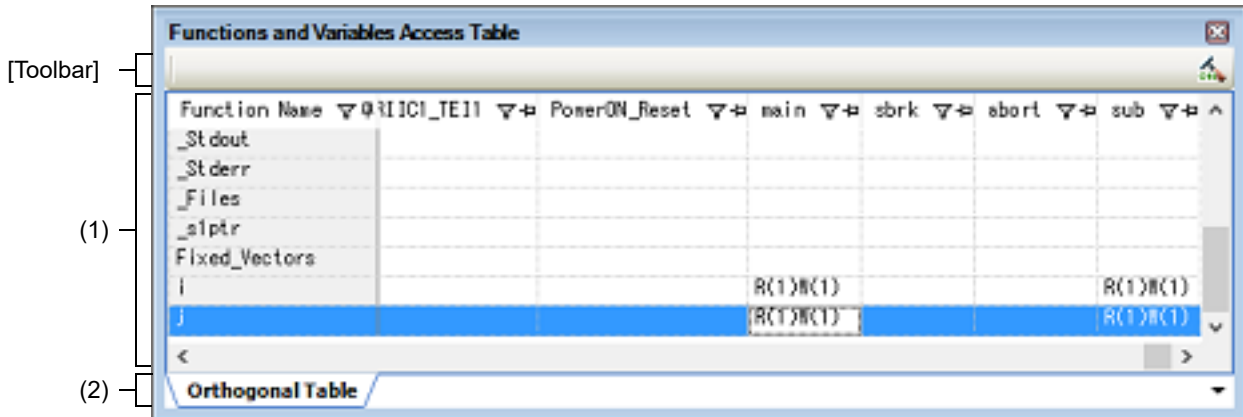 Functions and Variables Access Table
[Toolbar]
Function Name RIIC1_TEI1 PowerON_Reset main sbrk abort sub
_Stdout
_Stderr
_Files
(1) _s1ptr
Fixed_Vectors
i R(1)W(1) R(1)W(1)
j R(1)W(1) R(1)W(1)
(2) Orthogonal Table